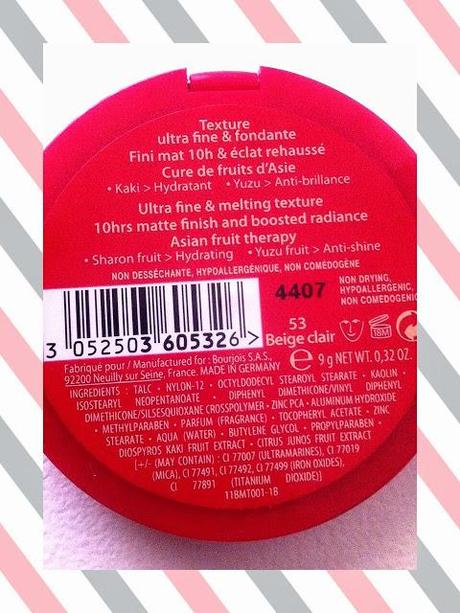 Texture
ultra fine & fondante
Fini mat 10h & éclat rehaussé
Cure de fruits d'Asie
• Kaki > Hydratant • Yuzu > Anti-brillance
Ultra fine & melting texture
10hrs matte finish and boosted radiance
Asian fruit therapy
• Sharon fruit > Hydrating • Yuzu fruit > Anti-shine
NON DESSÉCHANTE, HYPOALLERGÉNIQUE, NON COMÉDOGÈNE
4407
NON DRYING,
HYPOALLERGENIC,
NON COMEDOGENIC
53
Beige clair
18M
3 052503 605326 >
e 9 g NET WT. 0,32 OZ.
Fabriqué pour / Manufactured for : Bourjois S.A.S.,
92200 Neuilly sur Seine, France. MADE IN GERMANY
INGREDIENTS : TALC • NYLON-12 • OCTYLDODECYL STEAROYL STEARATE • KAOLIN •
ISOSTEARYL NEOPENTANOATE • DIPHENYL DIMETHICONE/VINYL DIPHENYL
DIMETHICONE/SILSESQUIOXANE CROSSPOLYMER • ZINC PCA • ALUMINUM HYDROXIDE
• METHYLPARABEN • PARFUM (FRAGRANCE) • TOCOPHERYL ACETATE • ZINC
STEARATE • AQUA (WATER) • BUTYLENE GLYCOL • PROPYLPARABEN •
DIOSPYROS KAKI FRUIT EXTRACT • CITRUS JUNOS FRUIT EXTRACT
[+/- (MAY CONTAIN) : CI 77007 (ULTRAMARINES), CI 77019
(MICA), CI 77491, CI 77492, CI 77499 (IRON OXIDES),
CI 77891 (TITANIUM DIOXIDE)]
11BMT001-1B